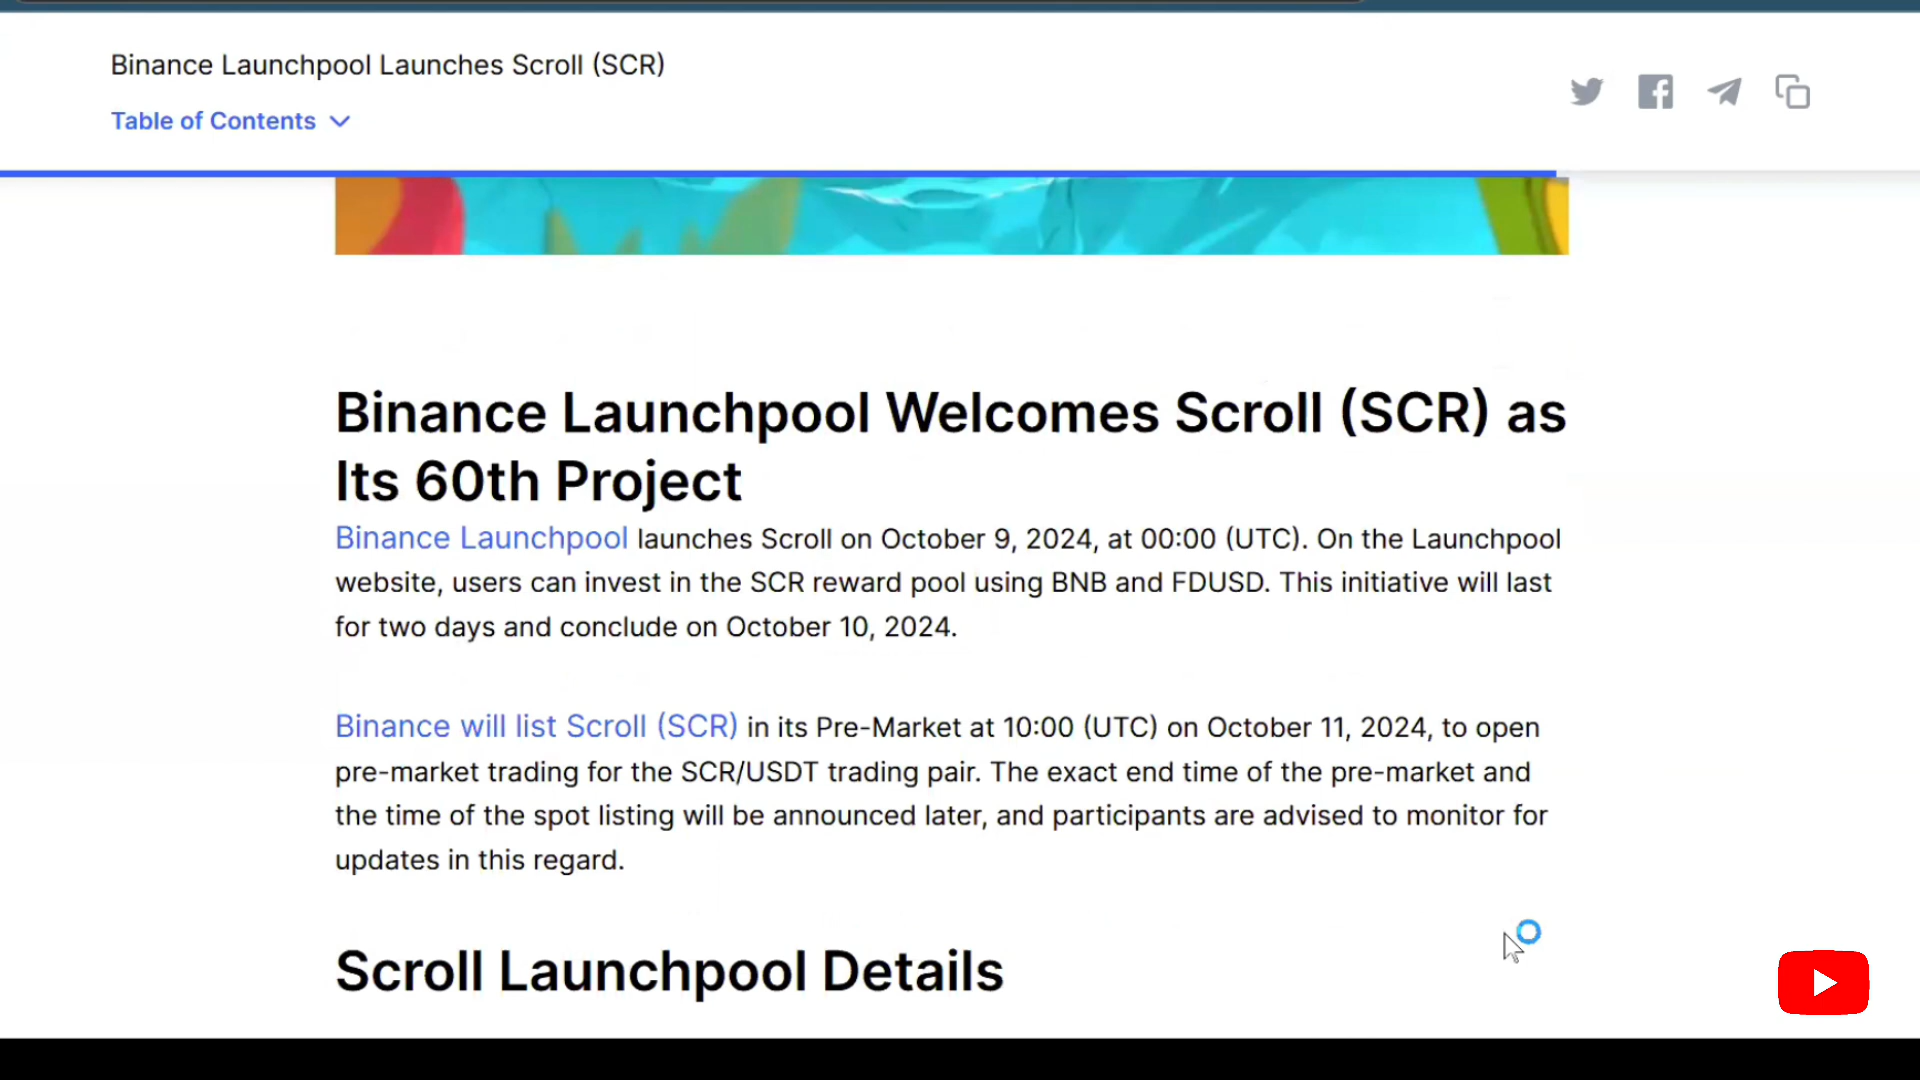 Binance Launchpool Launches Scroll (SCR)
Table of Contents
Binance Launchpool Welcomes Scroll (SCR) as
Its 60th Project
Binance Launchpool launches Scroll on October 9, 2024, at 00:00 (UTC). On the Launchpool
website, users can invest in the SCR reward pool using BNB and FDUSD. This initiative will last
for two days and conclude on October 10, 2024.
Binance will list Scroll (SCR) in its Pre-Market at 10:00 (UTC) on October 11, 2024, to open
pre-market trading for the SCR/USDT trading pair. The exact end time of the pre-market and
the time of the spot listing will be announced later, and participants are advised to monitor for
updates in this regard.
Scroll Launchpool Details